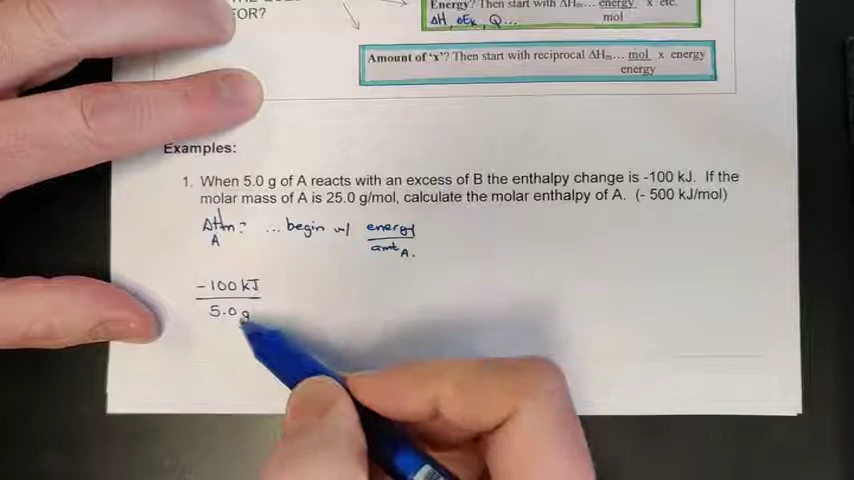 OR?
Energy? Then start with ΔHm... energy x etc.
mol
ΔH, ΔEk, Q...
Amount of 'x'? Then start with reciprocal ΔHm... mol x energy
energy
Examples:
1. When 5.0 g of A reacts with an excess of B the enthalpy change is -100 kJ. If the
molar mass of A is 25.0 g/mol, calculate the molar enthalpy of A. (- 500 kJ/mol)
ΔHm? ... begin w/ energy
A
amt A.
-100 kJ
5.0 g